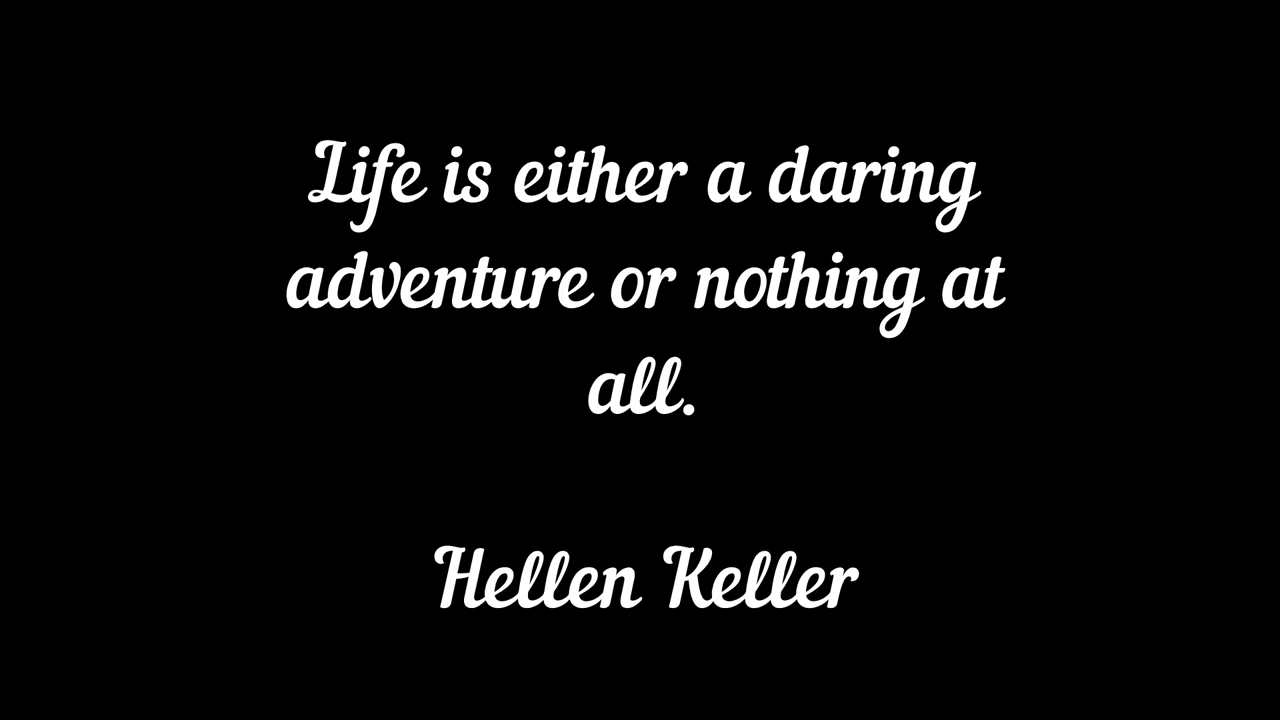 Life is either a daring
adventure or nothing at
all.
Hellen Keller